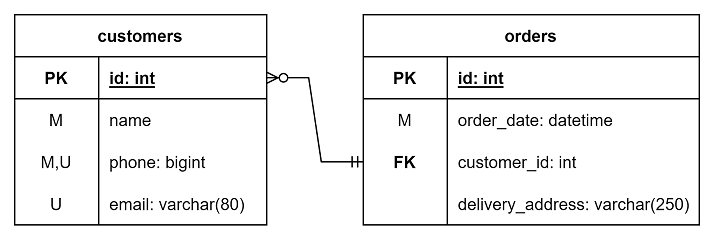 customers
PK id: int
M name
M,U phone: bigint
U email: varchar(80)
orders
PK id: int
M order_date: datetime
FK customer_id: int
delivery_address: varchar(250)